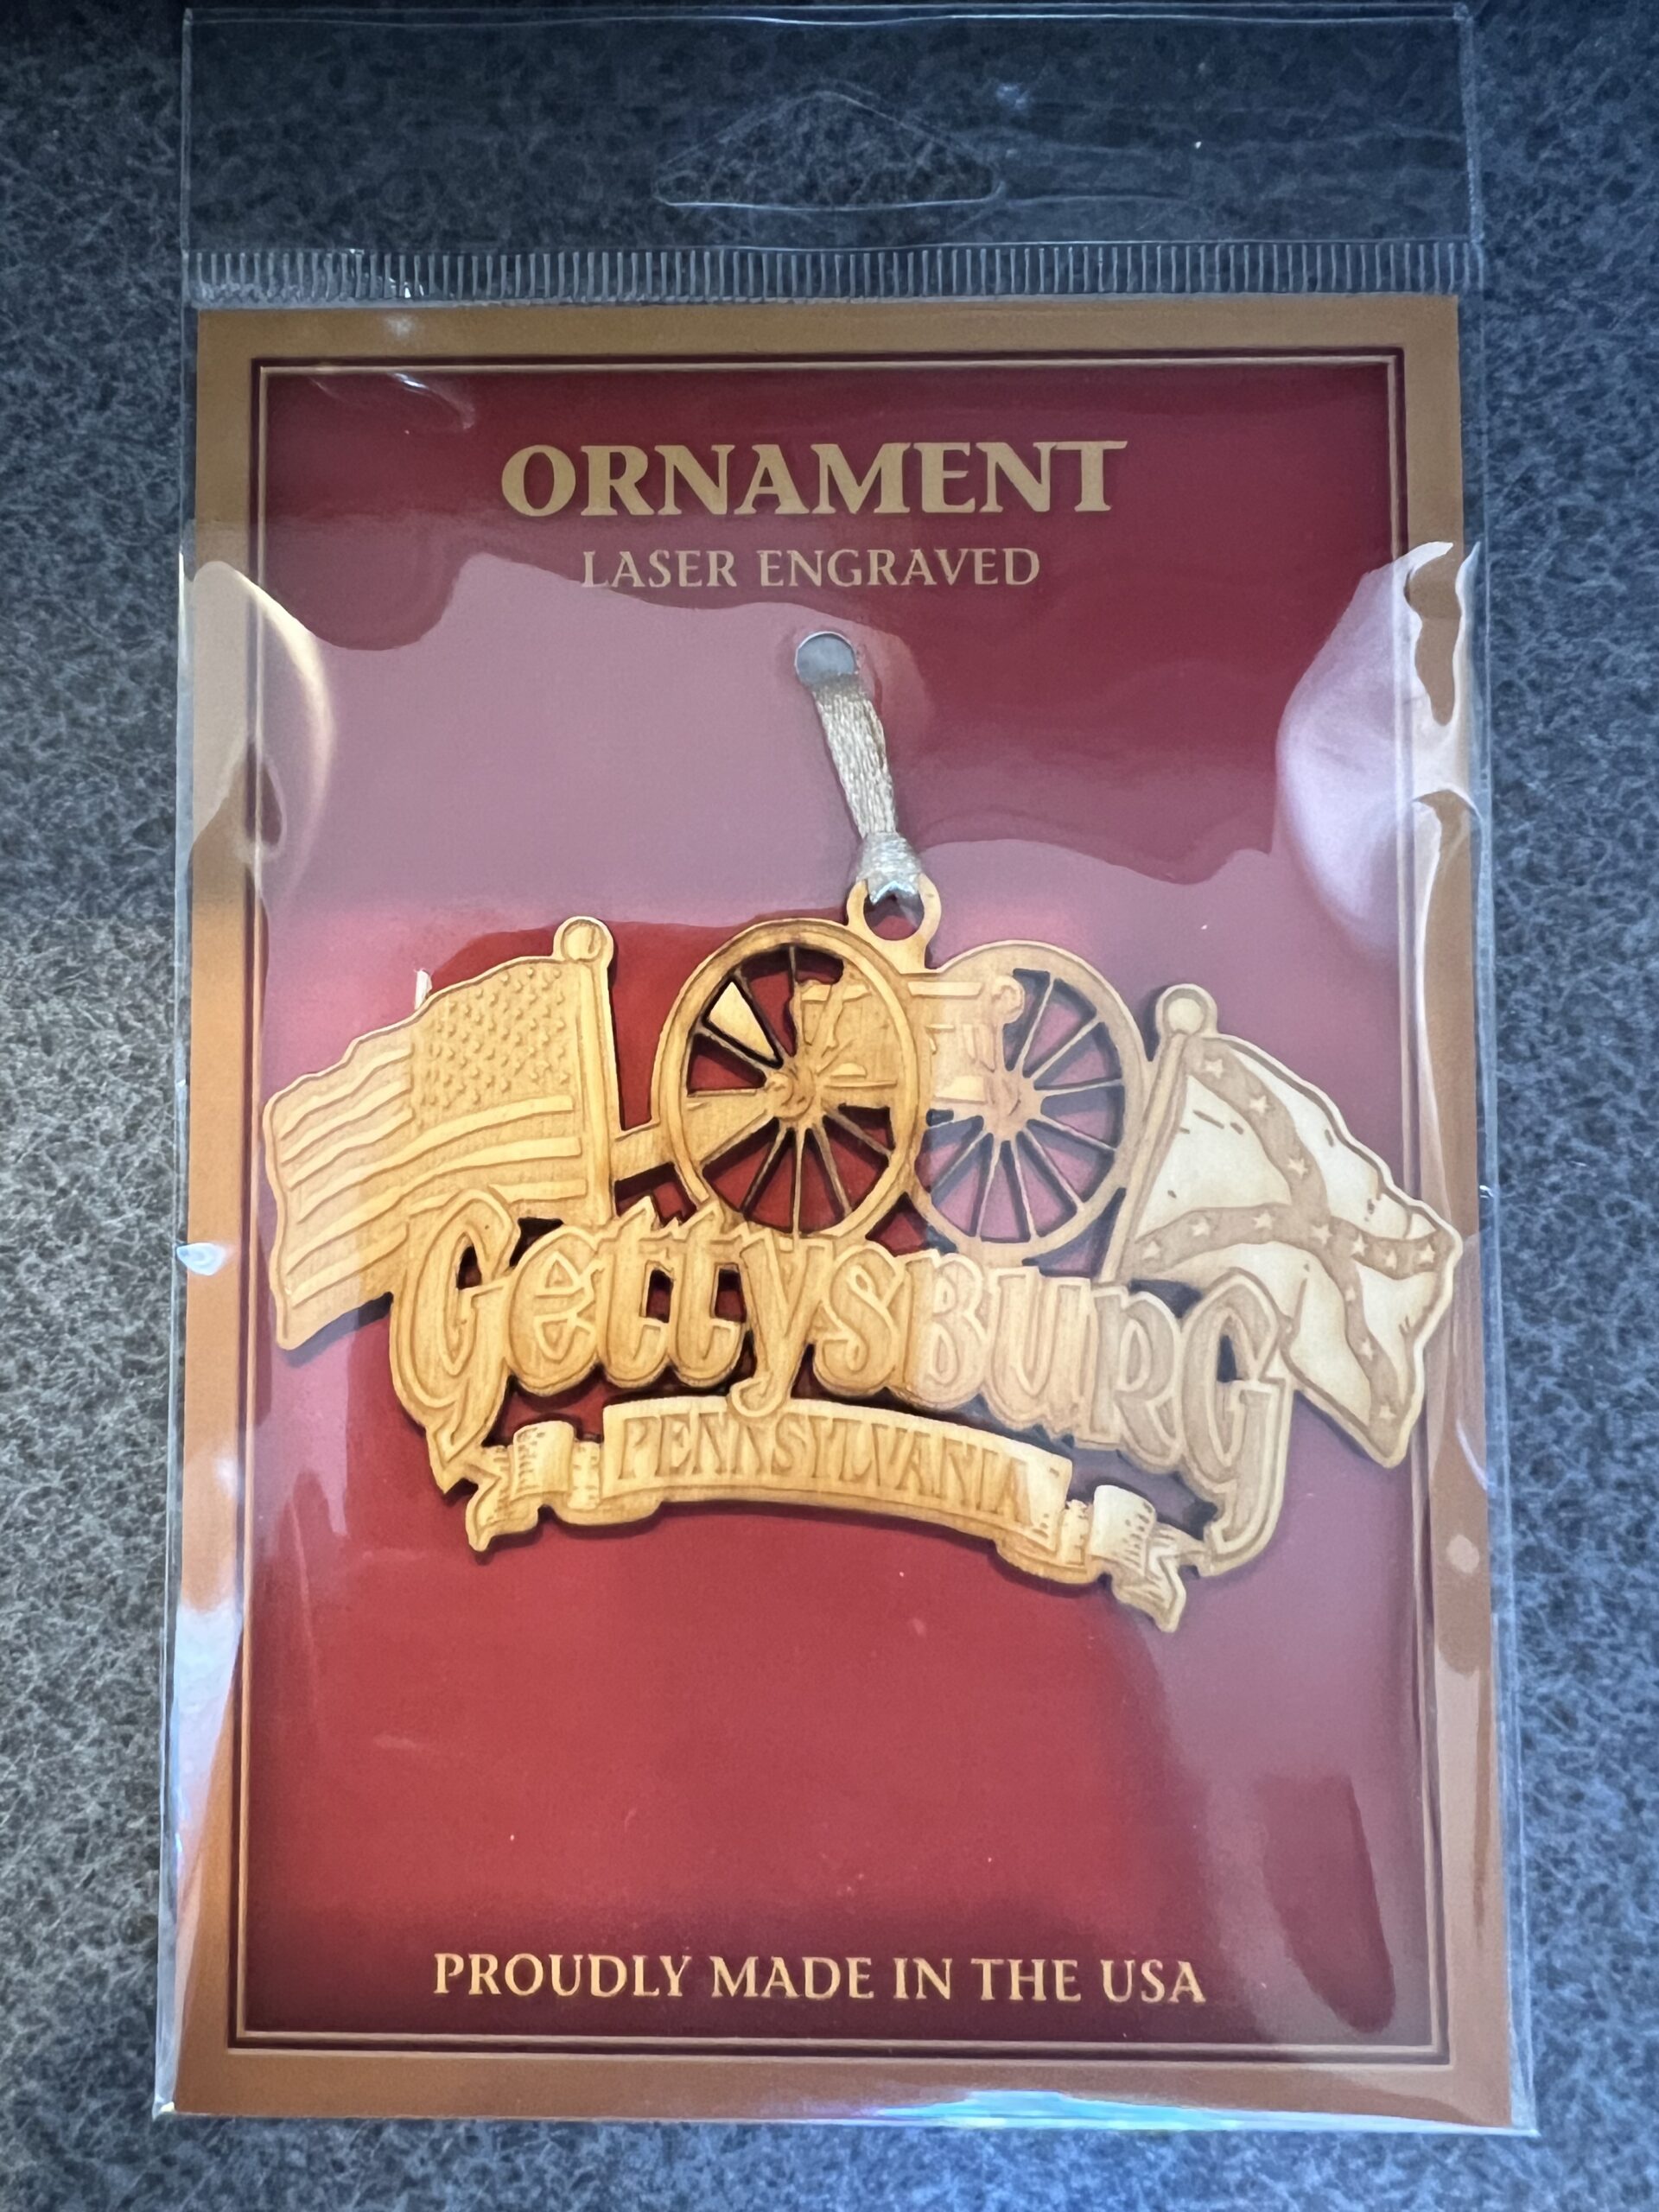 ORNAMENT
LASER ENGRAVED
GettysBURG
PENNSYLVANIA
PROUDLY MADE IN THE USA